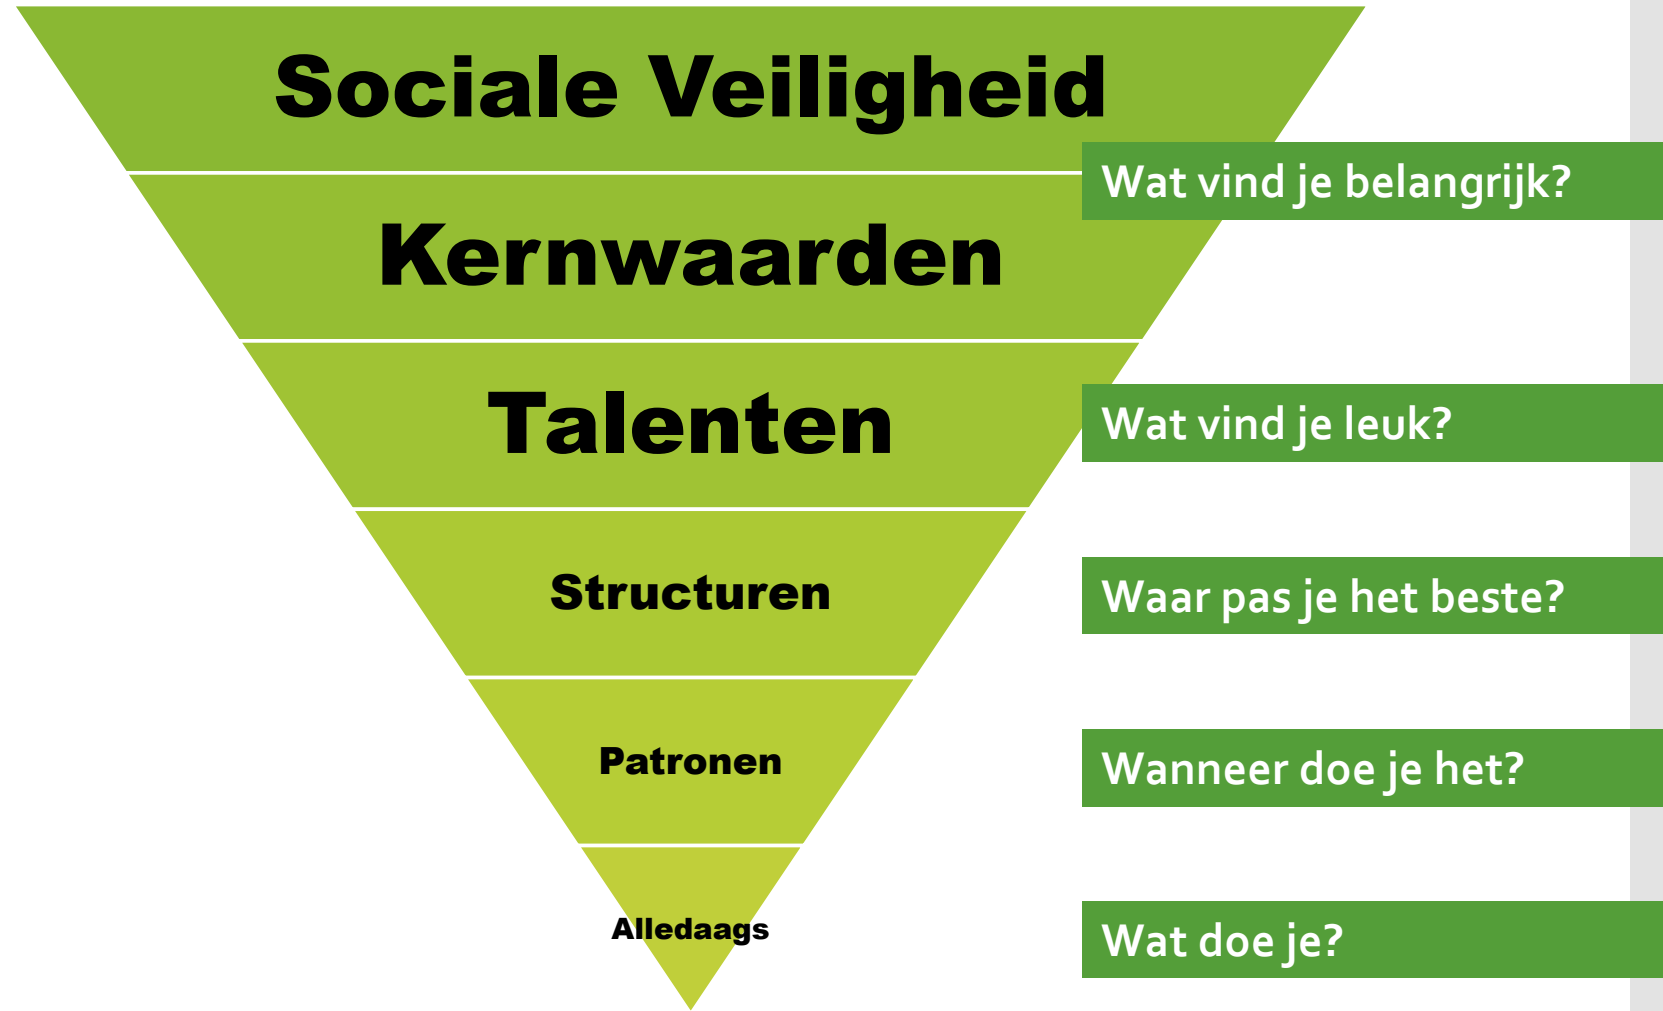 Sociale Veiligheid
Wat vind je belangrijk?
Kernwaarden
Talenten
Wat vind je leuk?
Structuren
Waar pas je het beste?
Patronen
Wanneer doe je het?
Alledaags
Wat doe je?